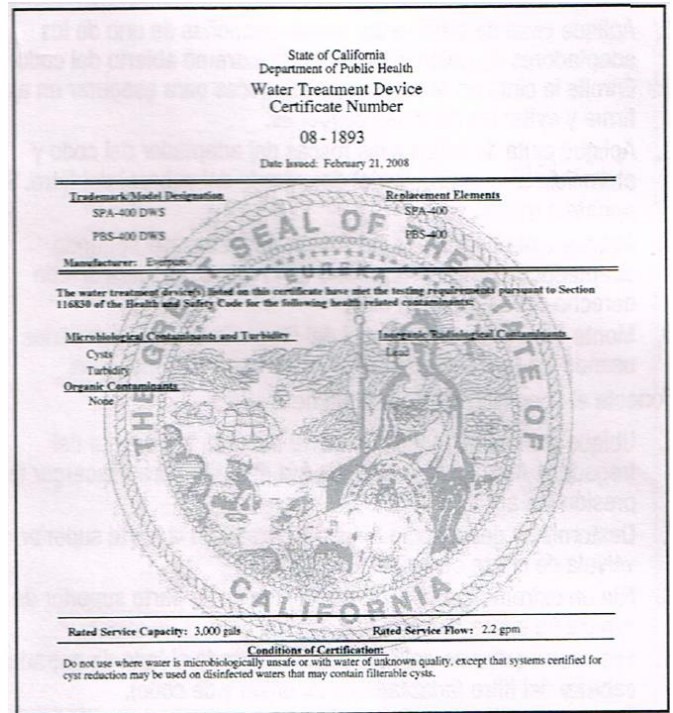 State of California
Department of Public Health
Water Treatment Device
Certificate Number
08 - 1893
Date Issued: February 21, 2008
Trademark/Model Designation Replacement Elements
SPA-400 DWS SPA-400
PBS-400 DWS PBS-400
Manufacturer:
The water treatment device(s) listed on this certificate have met the testing requirements pursuant to Section
116830 of the Health and Safety Code for the following health related contaminants:
Microbiological Contaminants and Turbidity Inorganic/Radiological Contaminants
Cysts Lead
Turbidity
Organic Contaminants
None
THE GREAT SEAL OF THE STATE OF
EUREKA
CALIFORNIA
Rated Service Capacity: 3,000 gals Rated Service Flow: 2.2 gpm
Conditions of Certification:
Do not use where water is microbiologically unsafe or with water of unknown quality, except that systems certified for
cyst reduction may be used on disinfected waters that may contain filterable cysts.